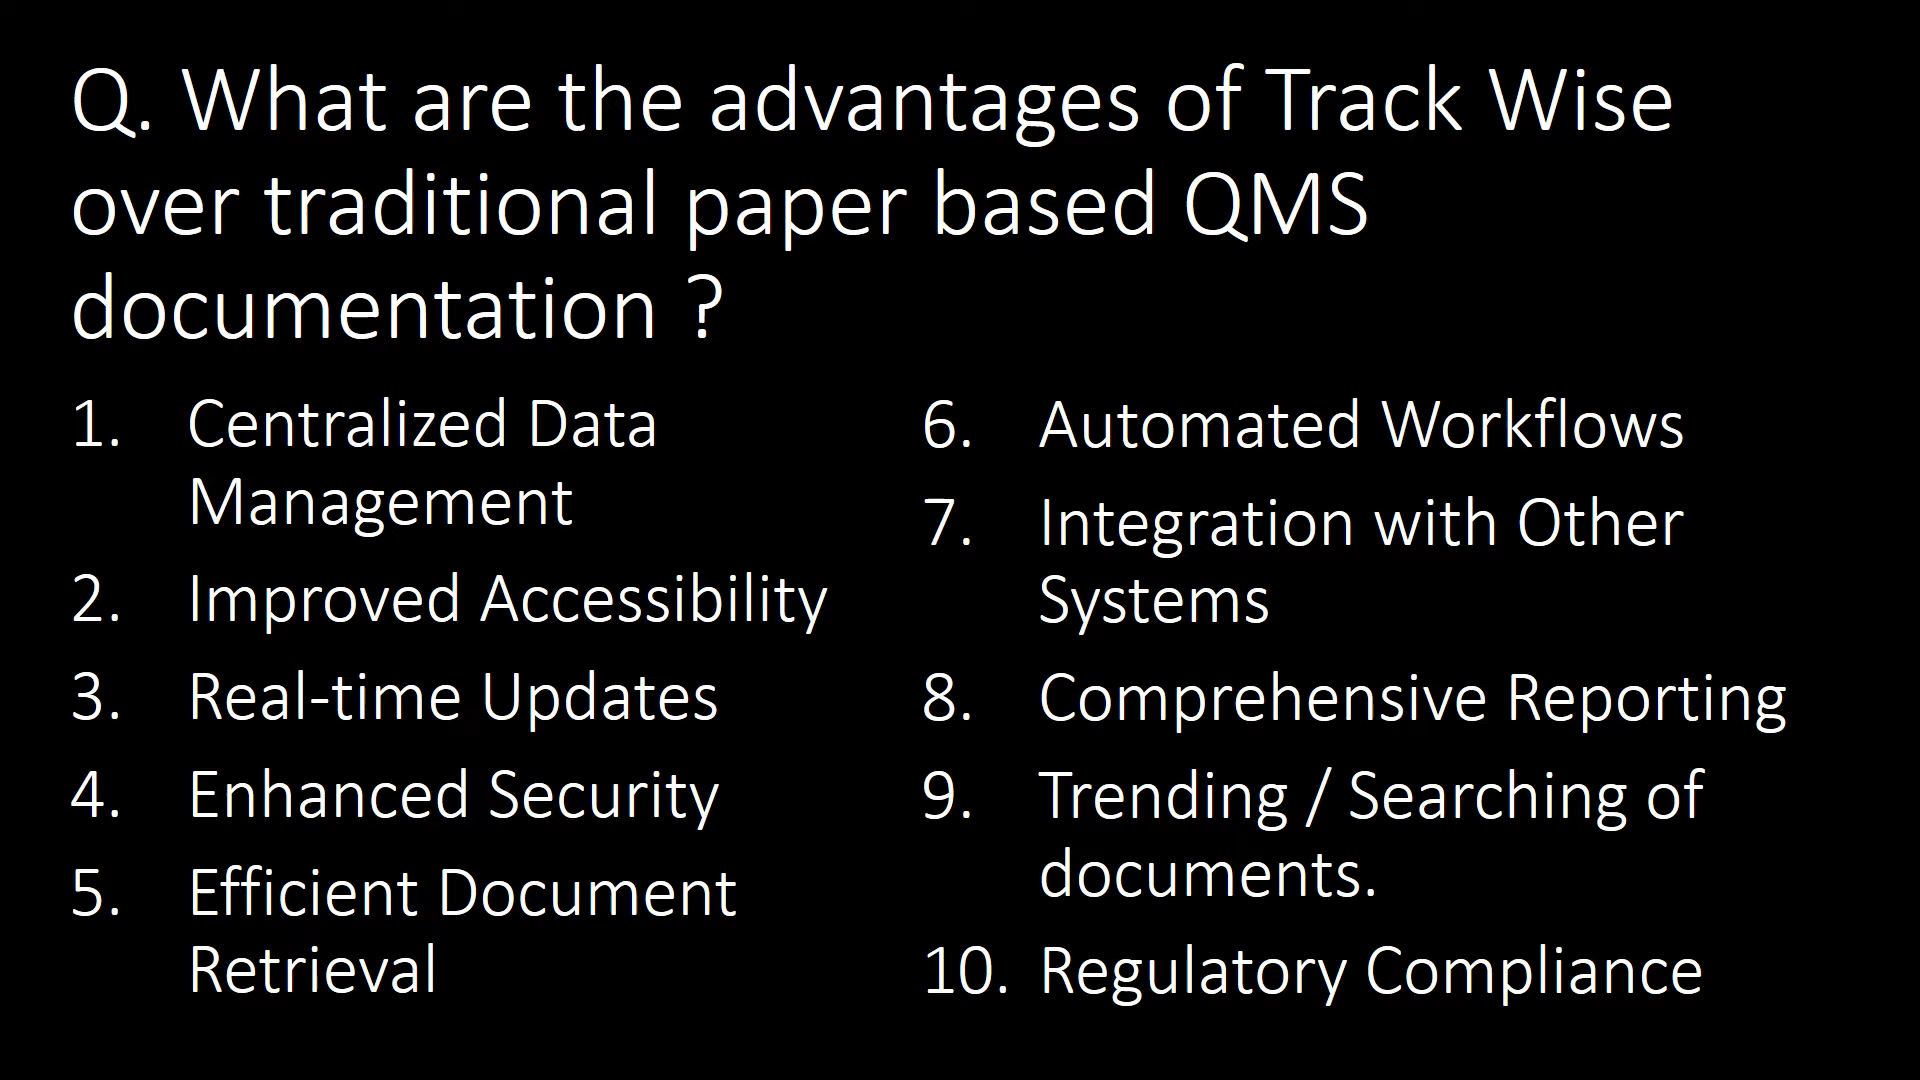 Q. What are the advantages of Track Wise
over traditional paper based QMS
documentation ?
1. Centralized Data
Management
2. Improved Accessibility
3. Real-time Updates
4. Enhanced Security
5. Efficient Document
Retrieval
6. Automated Workflows
7. Integration with Other
Systems
8. Comprehensive Reporting
9. Trending / Searching of
documents.
10. Regulatory Compliance